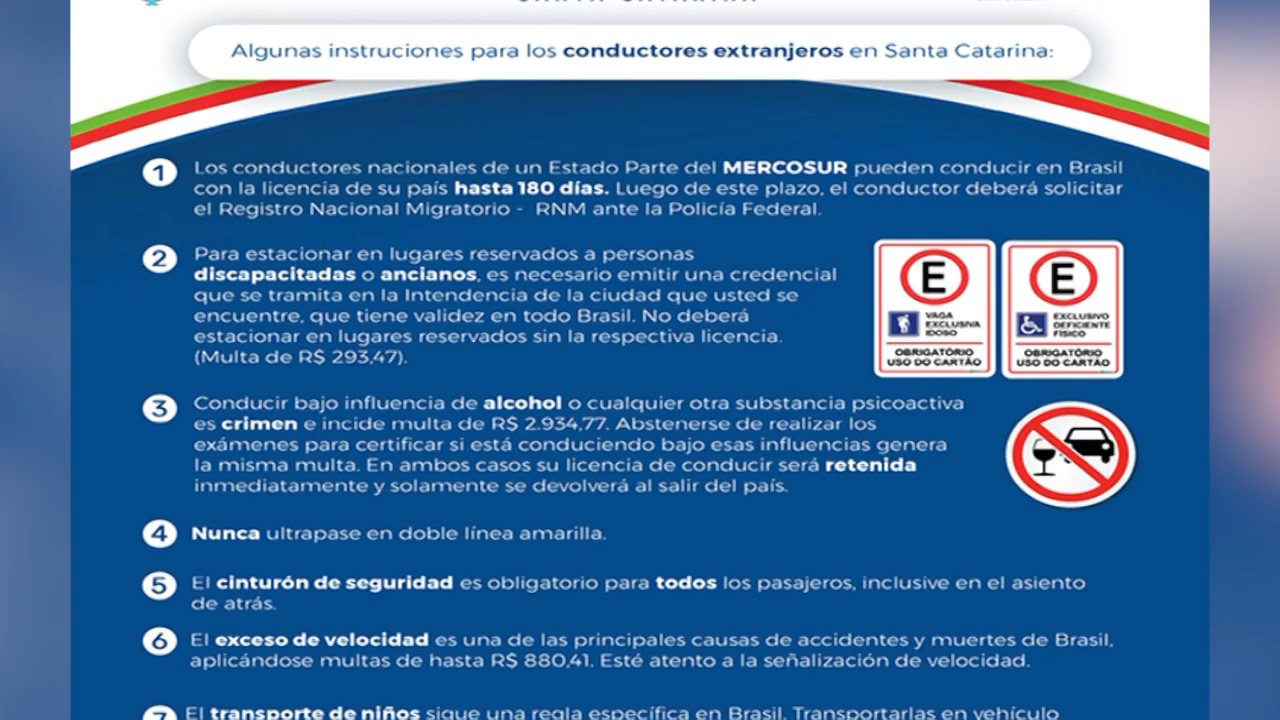 Algunas instruciones para los conductores extranjeros en Santa Catarina:
1 Los conductores nacionales de un Estado Parte del MERCOSUR pueden conducir en Brasil
con la licencia de su país hasta 180 días. Luego de este plazo, el conductor deberá solicitar
el Registro Nacional Migratorio - RNM ante la Policía Federal.
2 Para estacionar en lugares reservados a personas
discapacitadas o ancianos, es necesario emitir una credencial
que se tramita en la Intendencia de la ciudad que usted se
encuentre, que tiene validez en todo Brasil. No deberá
estacionar en lugares reservados sin la respectiva licencia.
(Multa de R$ 293,47).
E
VAGA
EXCLUSIVA
IDOSO
OBRIGATÓRIO
USO DO CARTÃO
E
EXCLUSIVO
DEFICIENTE
FÍSICO
OBRIGATÓRIO
USO DO CARTÃO
3 Conducir bajo influencia de alcohol o cualquier otra substancia psicoactiva
es crimen e incide multa de R$ 2.934,77. Abstenerse de realizar los
exámenes para certificar si está conduciendo bajo esas influencias genera
la misma multa. En ambos casos su licencia de conducir será retenida
inmediatamente y solamente se devolverá al salir del país.
4 Nunca ultrapase en doble línea amarilla.
5 El cinturón de seguridad es obligatorio para todos los pasajeros, inclusive en el asiento
de atrás.
6 El exceso de velocidad es una de las principales causas de accidentes y muertes de Brasil,
aplicándose multas de hasta R$ 880,41. Esté atento a la señalización de velocidad.
7 El transporte de niños sigue una regla específica en Brasil. Transportarlas en vehículo